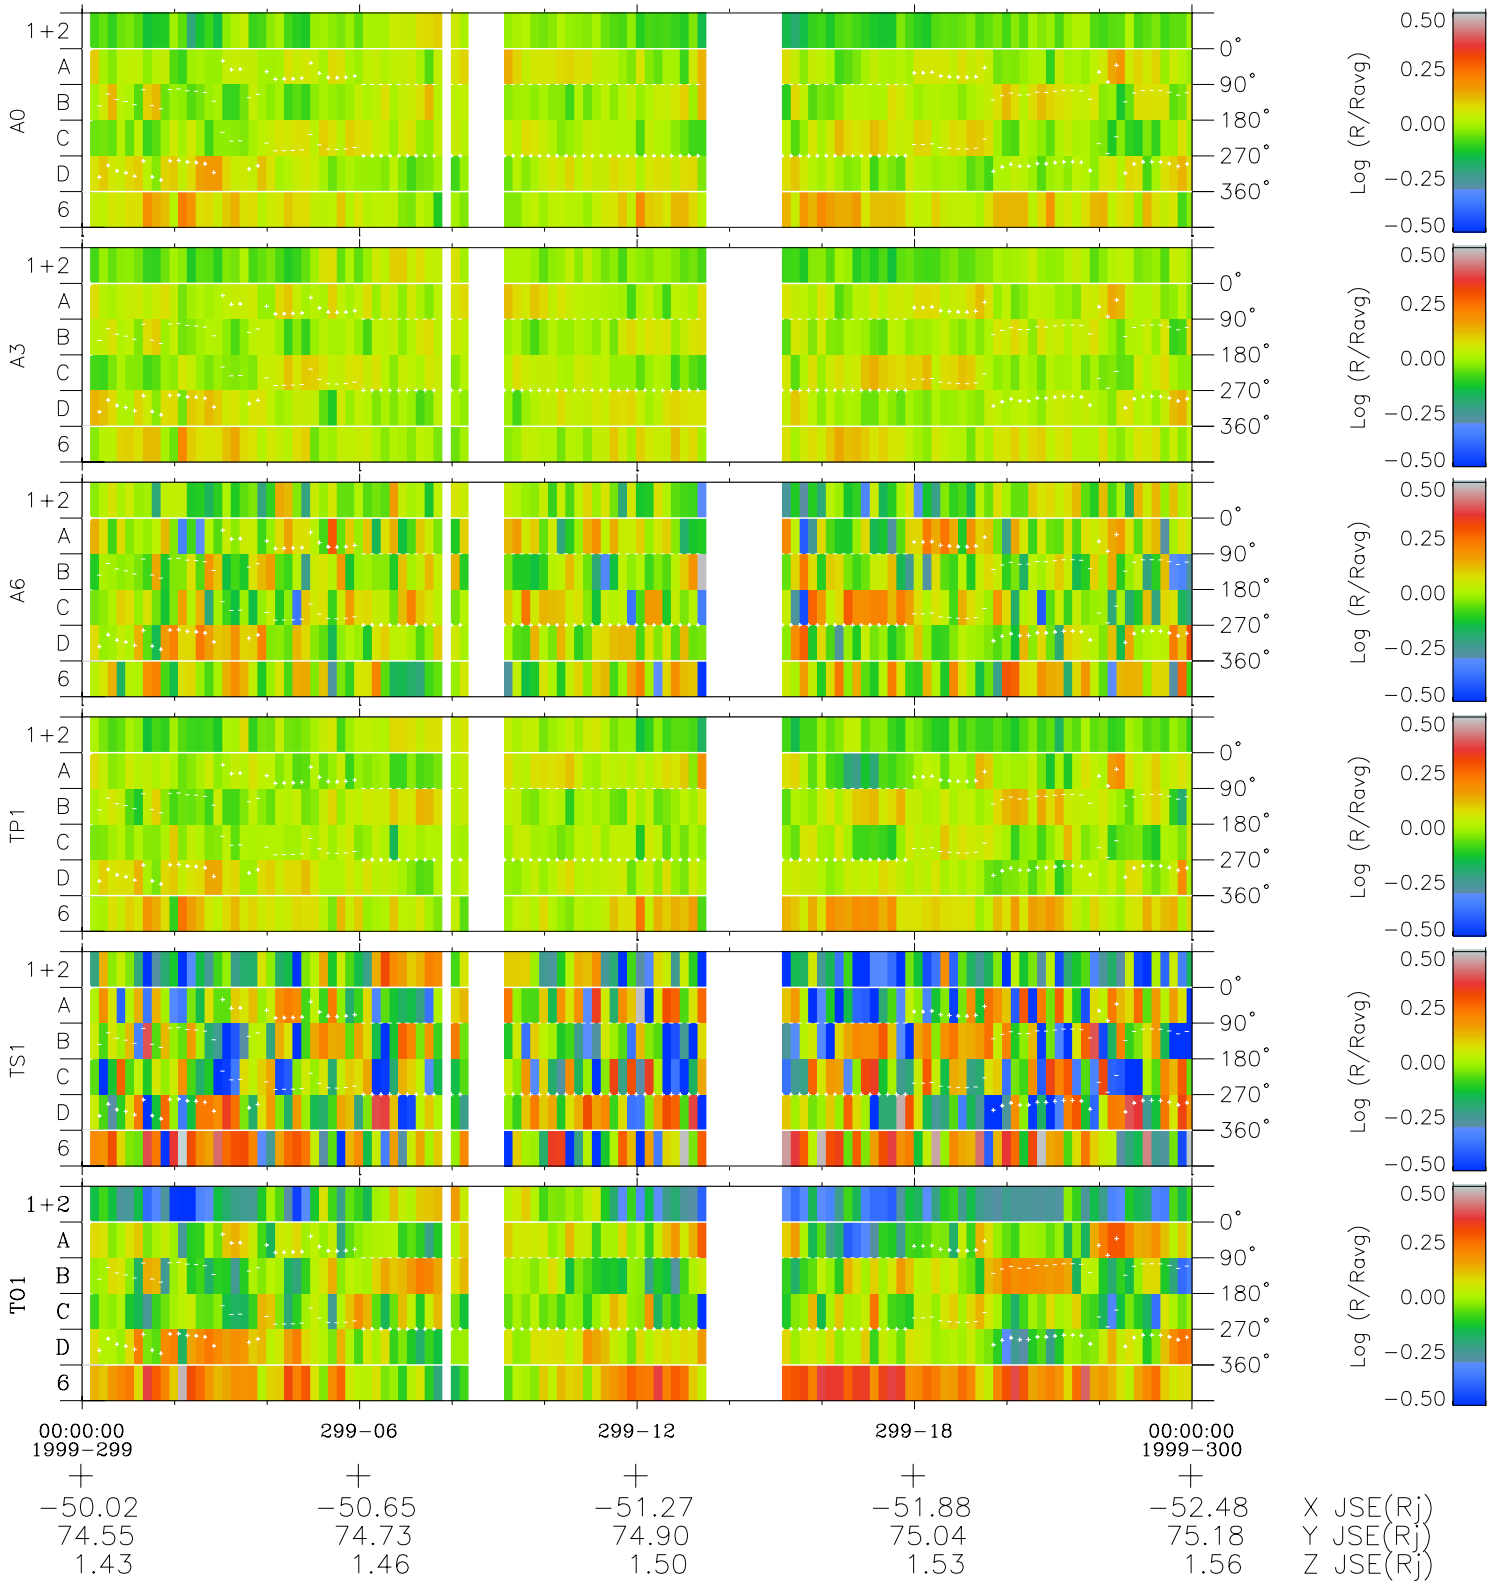 1+2
A
B
C
D
6
A0
0°
90°
180°
270°
360°
Log (R/Ravg)
0.50
0.25
0.00
−0.25
−0.50
1+2
A
B
C
D
6
A3
0°
90°
180°
270°
360°
Log (R/Ravg)
0.50
0.25
0.00
−0.25
−0.50
1+2
A
B
C
D
6
A6
0°
90°
180°
270°
360°
Log (R/Ravg)
0.50
0.25
0.00
−0.25
−0.50
1+2
A
B
C
D
6
TP1
0°
90°
180°
270°
360°
Log (R/Ravg)
0.50
0.25
0.00
−0.25
−0.50
1+2
A
B
C
D
6
TS1
0°
90°
180°
270°
360°
Log (R/Ravg)
0.50
0.25
0.00
−0.25
−0.50
1+2
A
B
C
D
6
TO1
0°
90°
180°
270°
360°
Log (R/Ravg)
0.50
0.25
0.00
−0.25
−0.50
00:00:00 299−06 299−12 299−18 00:00:00
1999−299 1999−300
−50.02 −50.65 −51.27 −51.88 −52.48 X JSE(Rj)
74.55 74.73 74.90 75.04 75.18 Y JSE(Rj)
1.43 1.46 1.50 1.53 1.56 Z JSE(Rj)